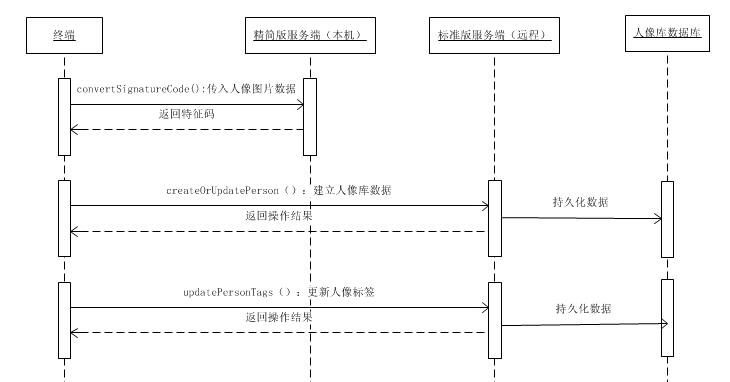 终端
精简版服务端（本机）
标准版服务端（远程）
人像库数据库
convertSignatureCode():传入人像图片数据
返回特征码
createOrUpdatePerson（）：建立人像库数据
持久化数据
返回操作结果
updatePersonTags（）：更新人像标签
持久化数据
返回操作结果